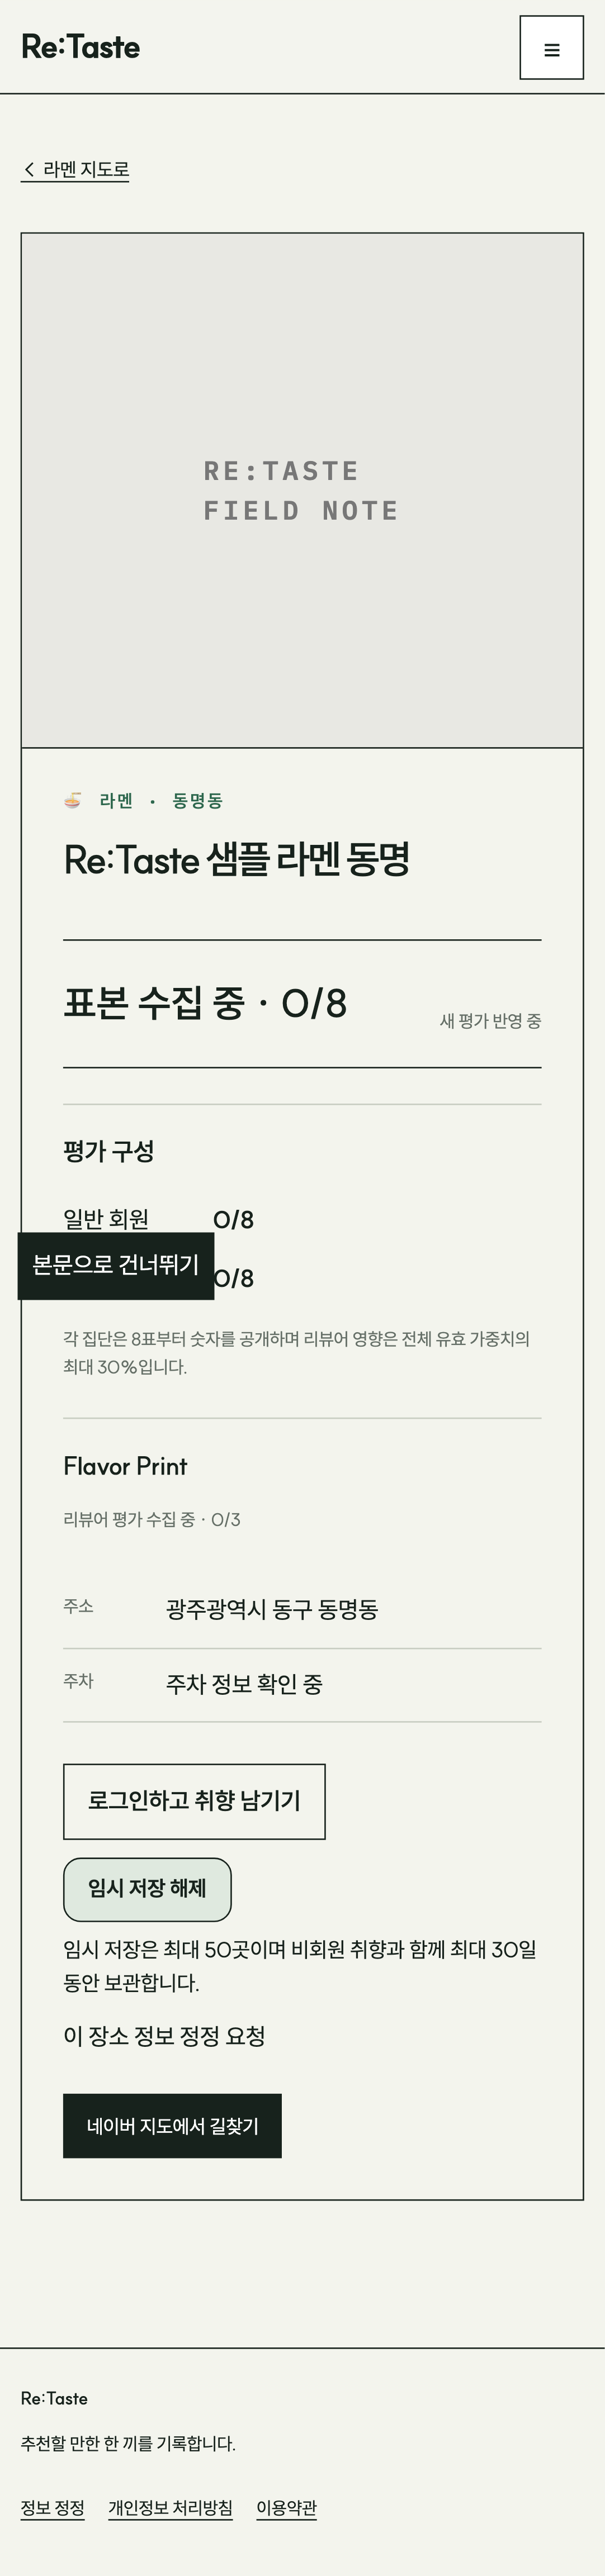 Re:Taste
라멘 지도로
RE:TASTE
FIELD NOTE
라멘 · 동명동
Re:Taste 샘플 라멘 동명
표본 수집 중 · 0/8
새 평가 반영 중
평가 구성
일반 회원 0/8
본문으로 건너뛰기 0/8
각 집단은 8표부터 숫자를 공개하며 리뷰어 영향은 전체 유효 가중치의
최대 30%입니다.
Flavor Print
리뷰어 평가 수집 중 · 0/3
주소 광주광역시 동구 동명동
주차 주차 정보 확인 중
로그인하고 취향 남기기
임시 저장 해제
임시 저장은 최대 50곳이며 비회원 취향과 함께 최대 30일
동안 보관합니다.
이 장소 정보 정정 요청
네이버 지도에서 길찾기
Re:Taste
추천할 만한 한 끼를 기록합니다.
정보 정정 개인정보 처리방침 이용약관